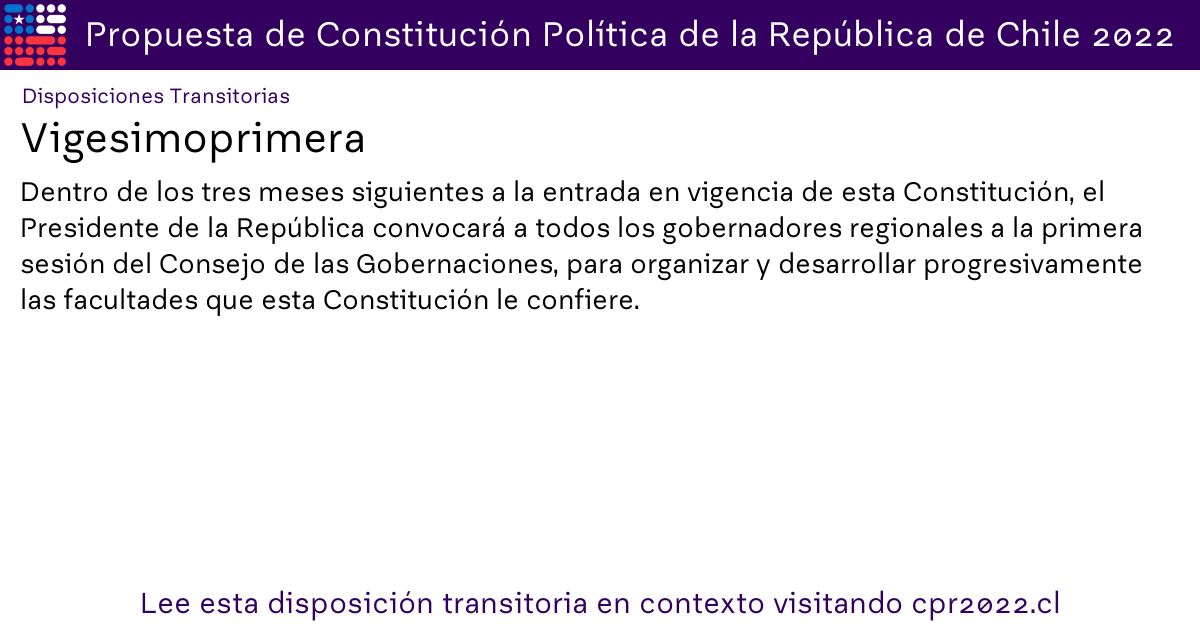 Propuesta de Constitución Política de la República de Chile 2022
Disposiciones Transitorias
Vigesimoprimera
Dentro de los tres meses siguientes a la entrada en vigencia de esta Constitución, el
Presidente de la República convocará a todos los gobernadores regionales a la primera
sesión del Consejo de las Gobernaciones, para organizar y desarrollar progresivamente
las facultades que esta Constitución le confiere.
Lee esta disposición transitoria en contexto visitando cpr2022.cl